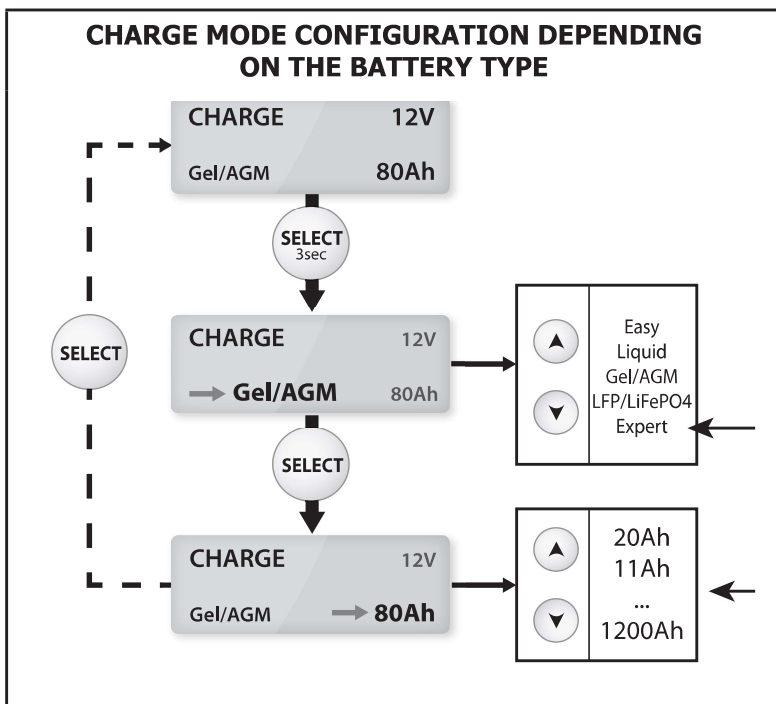 CHARGE MODE CONFIGURATION DEPENDING
ON THE BATTERY TYPE
CHARGE 12V
Gel/AGM 80Ah
SELECT
3sec
CHARGE 12V
Gel/AGM 80Ah
Easy
Liquid
Gel/AGM
LFP/LiFePO4
Expert
SELECT
SELECT
CHARGE 12V
Gel/AGM 80Ah
20Ah
11Ah
...
1200Ah